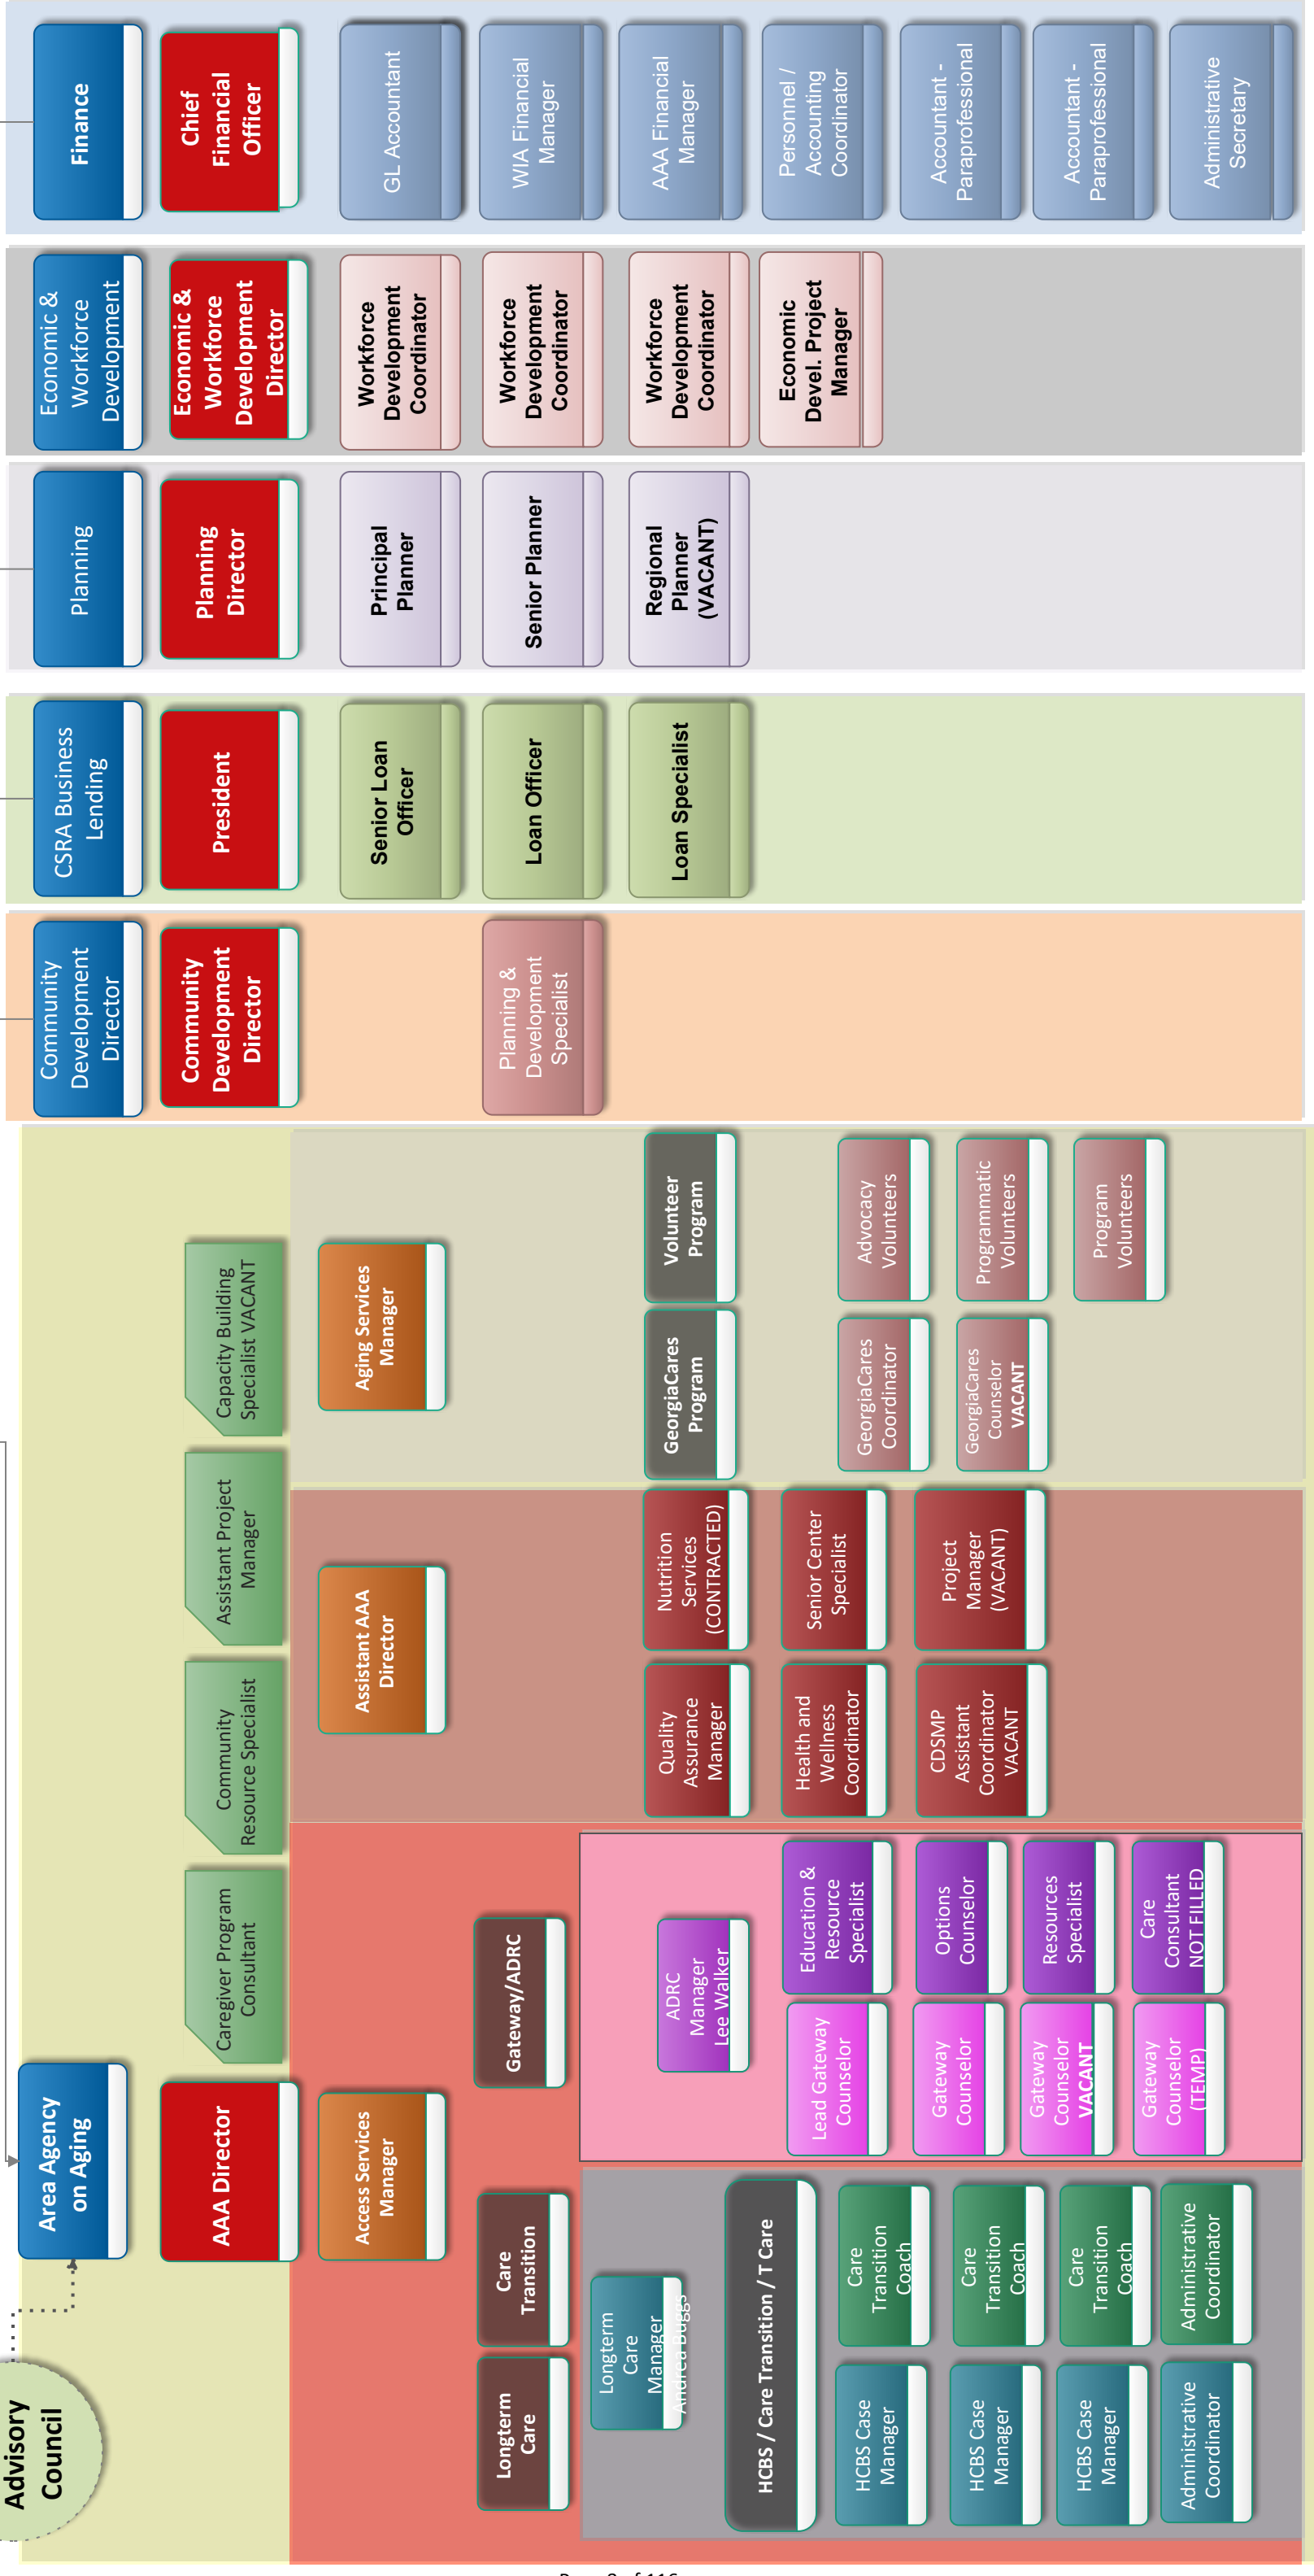 Advisory
Council
Area Agency
on Aging
AAA Director
Caregiver Program
Consultant
Community
Resource Specialist
Assistant Project
Manager
Capacity Building
Specialist VACANT
Access Services
Manager
Assistant AAA
Director
Aging Services
Manager
Longterm
Care
Care
Transition
Gateway/ADRC
Longterm
Care
Manager
Andrea Buggs
HCBS / Care Transition / T Care
HCBS Case
Manager
Care
Transition
Coach
HCBS Case
Manager
Care
Transition
Coach
HCBS Case
Manager
Care
Transition
Coach
Administrative
Coordinator
Administrative
Coordinator
ADRC
Manager
Lee Walker
Lead Gateway
Counselor
Education &
Resource
Specialist
Gateway
Counselor
Options
Counselor
Gateway
Counselor
VACANT
Resources
Specialist
Gateway
Counselor
(TEMP)
Care
Consultant
NOT FILLED
Quality
Assurance
Manager
Nutrition
Services
(CONTRACTED)
Health and
Wellness
Coordinator
Senior Center
Specialist
CDSMP
Assistant
Coordinator
VACANT
Project
Manager
(VACANT)
GeorgiaCares
Program
Volunteer
Program
GeorgiaCares
Coordinator
Advocacy
Volunteers
GeorgiaCares
Counselor
VACANT
Programmatic
Volunteers
Program
Volunteers
Community
Development
Director
Community
Development
Director
Planning &
Development
Specialist
CSRA Business
Lending
President
Senior Loan
Officer
Loan Officer
Loan Specialist
Planning
Planning
Director
Principal
Planner
Senior Planner
Regional
Planner
(VACANT)
Economic &
Workforce
Development
Economic &
Workforce
Development
Director
Workforce
Development
Coordinator
Workforce
Development
Coordinator
Workforce
Development
Coordinator
Economic
Devel. Project
Manager
Finance
Chief
Financial
Officer
GL Accountant
WIA Financial
Manager
AAA Financial
Manager
Personnel /
Accounting
Coordinator
Accountant -
Paraprofessional
Accountant -
Paraprofessional
Administrative
Secretary